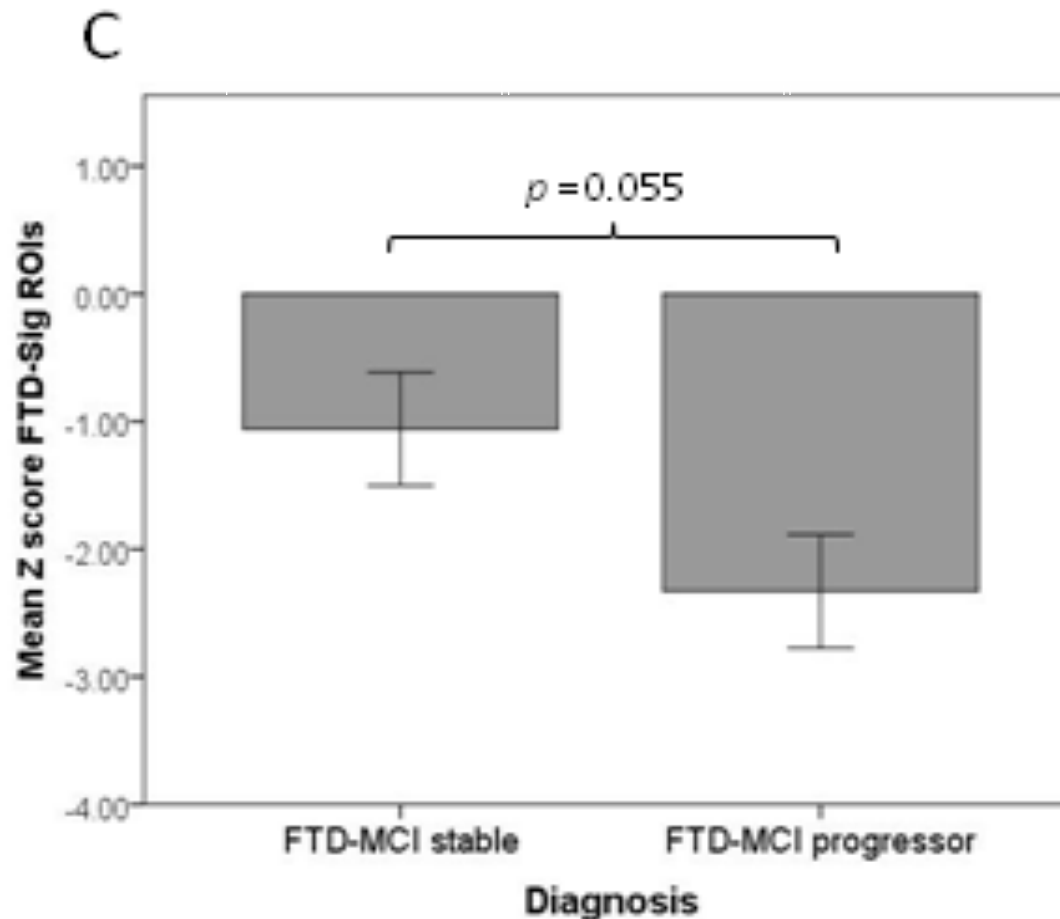 C
p=0.055
Mean Z score FTD-Sig ROIs
1.00
0.00
-1.00
-2.00
-3.00
-4.00
FTD-MCI stable
FTD-MCI progressor
Diagnosis